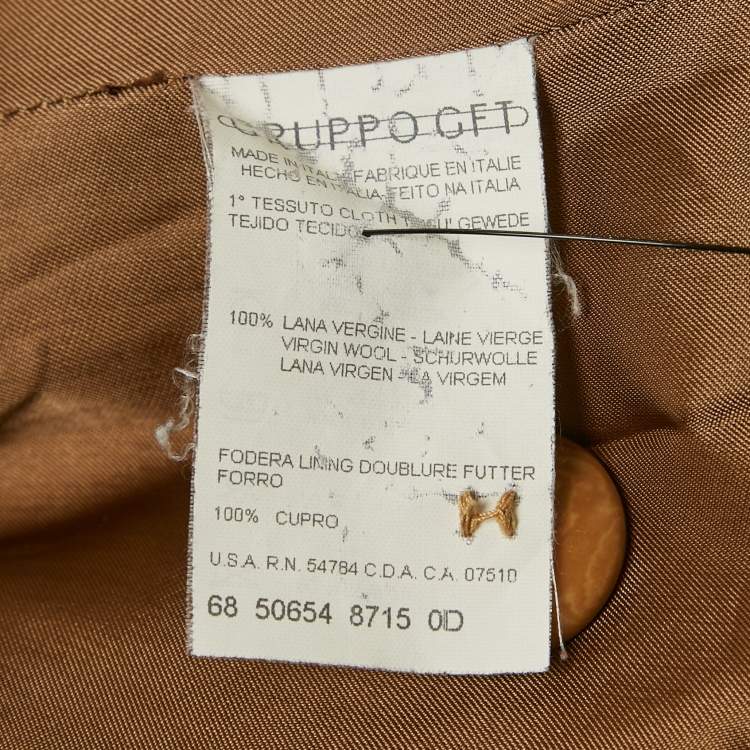 GRUPPO GFT
MADE IN ITALY FABRIQUE EN ITALIE
HECHO EN ITALIA-FEITO NA ITALIA
1° TESSUTO CLOTH TISSU' GEWEDE
TEJIDO TECIDO
100% LANA VERGINE - LAINE VIERGE
VIRGIN WOOL - SCHURWOLLE
LANA VIRGEN - LA VIRGEM
FODERA LINING DOUBLURE FUTTER
FORRO
100% CUPRO
U.S.A. R.N. 54784 C.D.A. C.A. 07510
68 50654 8715 0D